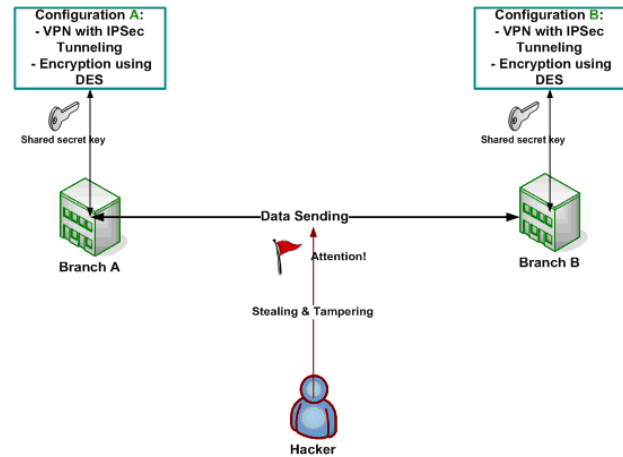 Configuration A:
- VPN with IPSec
Tunneling
- Encryption using
DES
Configuration B:
- VPN with IPSec
Tunneling
- Encryption using
DES
Shared secret key
Shared secret key
Data Sending
Branch A
Attention!
Branch B
Stealing & Tampering
Hacker